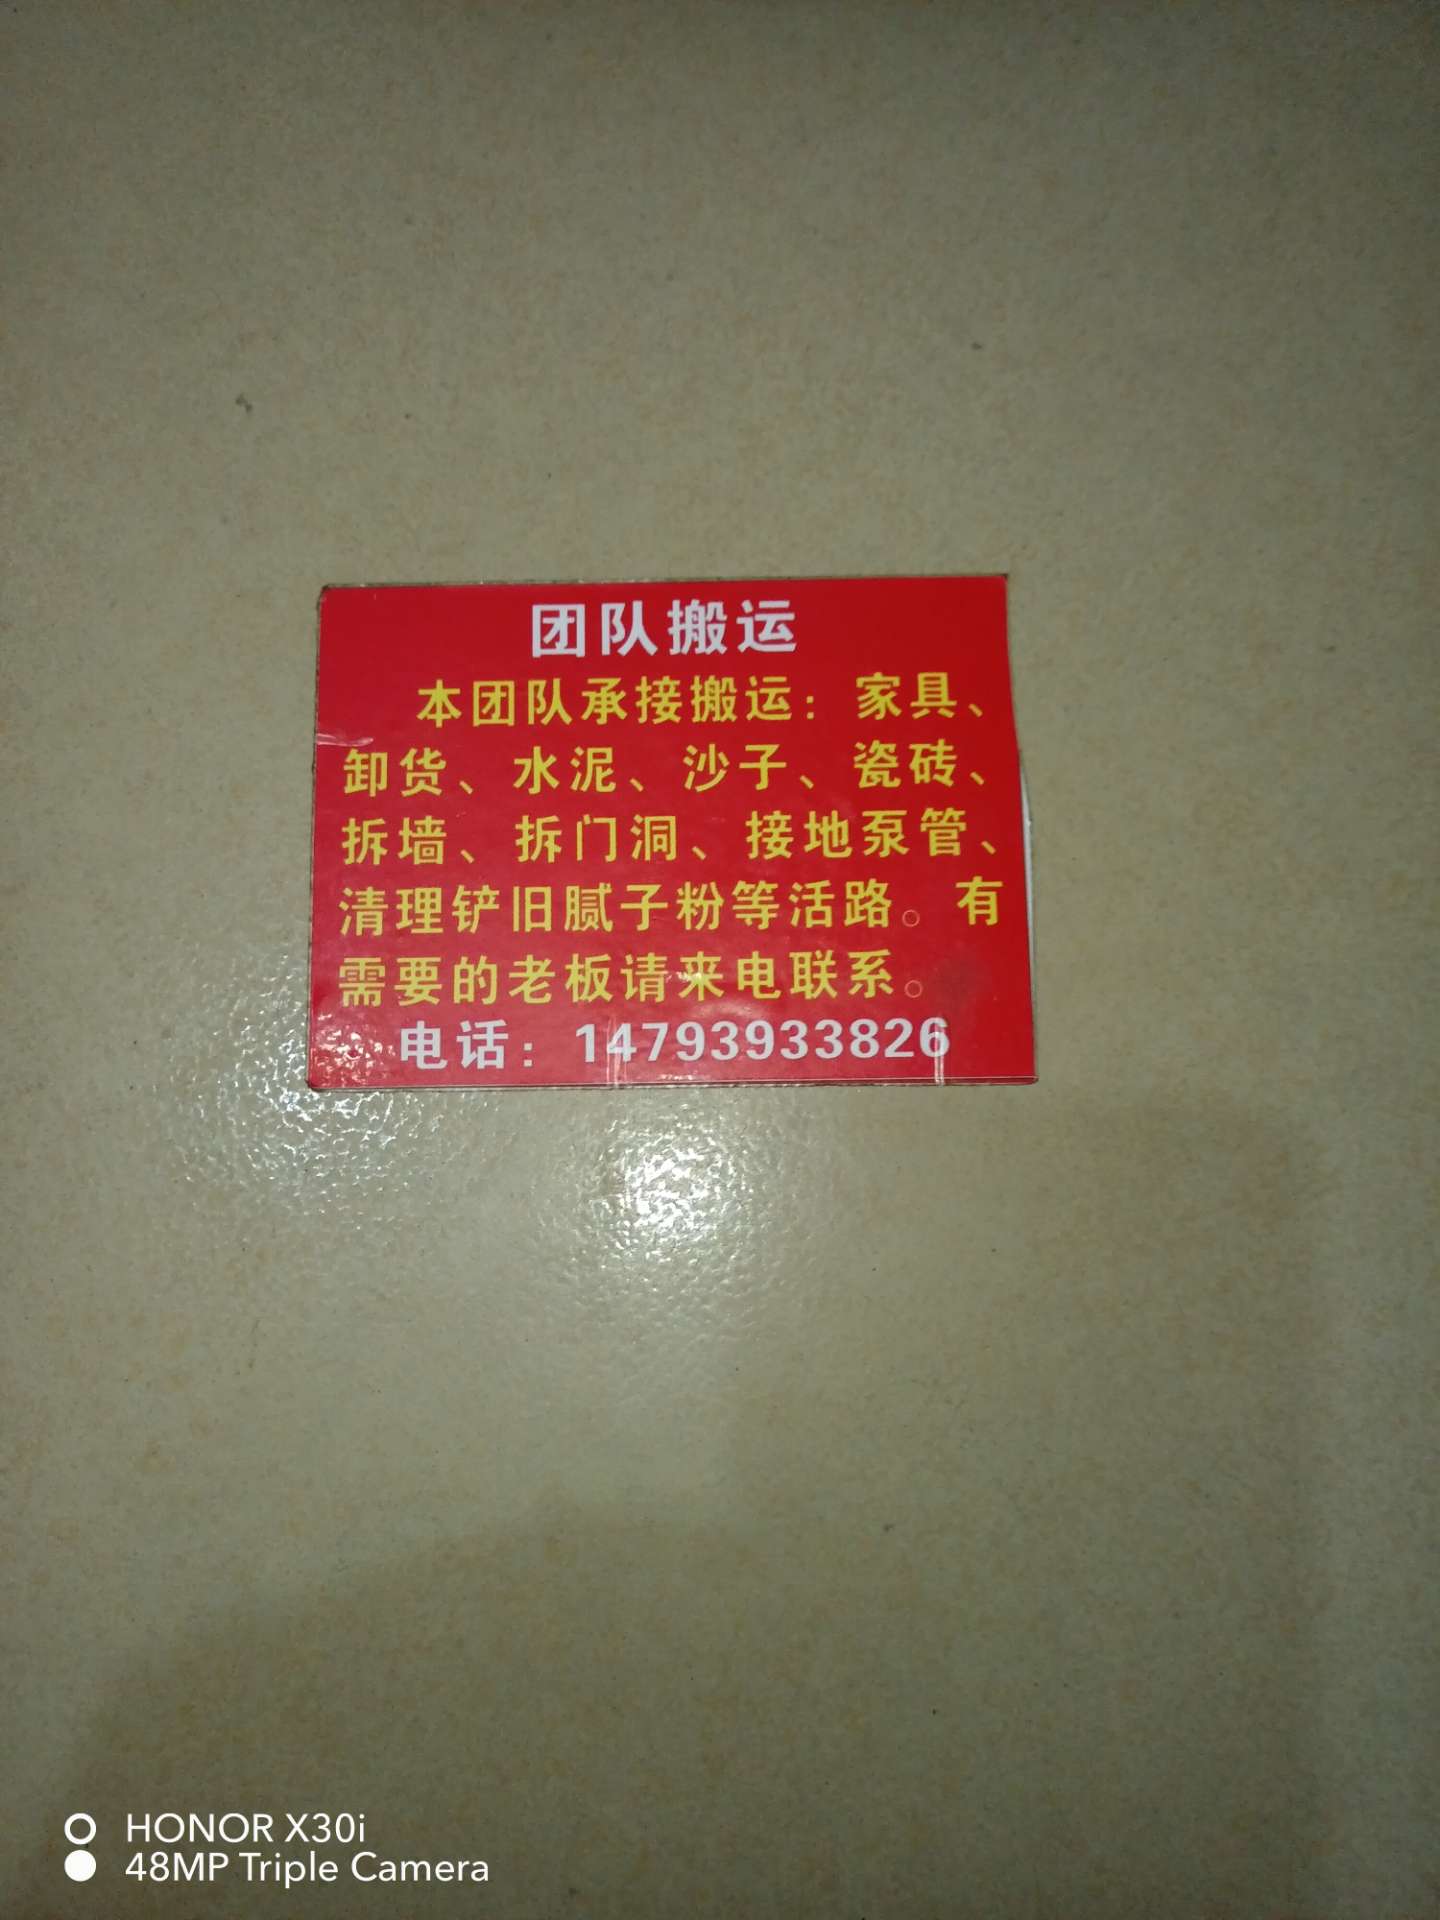 团队搬运
本团队承接搬运：家具、
卸货、水泥、沙子、瓷砖、
拆墙、拆门洞、接地泵管、
清理铲旧腻子粉等活路。有
需要的老板请来电联系。
电话：14793933826
HONOR X30i
48MP Triple Camera